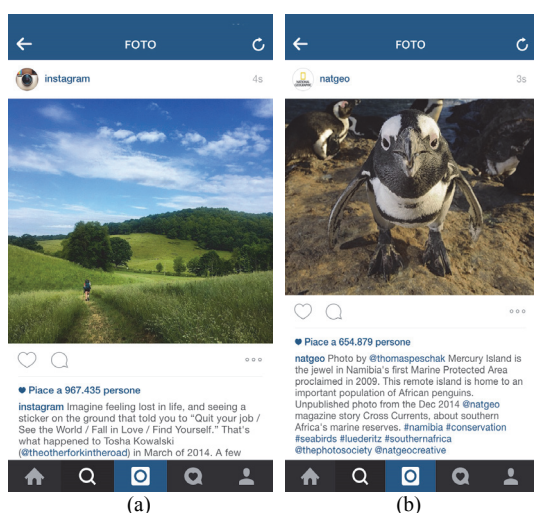 FOTO
instagram 4s
Piace a 967.435 persone
instagram Imagine feeling lost in life, and seeing a
sticker on the ground that told you to “Quit your job /
See the World / Fall in Love / Find Yourself.” That's
what happened to Tosha Kowalski
(@theotherforkintheroad) in March of 2014. A few
(a)
FOTO
NATIONAL GEOGRAPHIC
natgeo 3s
Piace a 654.879 persone
natgeo Photo by @thomaspeschak Mercury Island is
the jewel in Namibia's first Marine Protected Area
proclaimed in 2009. This remote island is home to an
important population of African penguins.
Unpublished photo from the Dec 2014 @natgeo
magazine story Cross Currents, about southern
Africa's marine reserves. #namibia #conservation
#seabirds #luederitz #southernafrica
@thephotosociety @natgeocreative
(b)